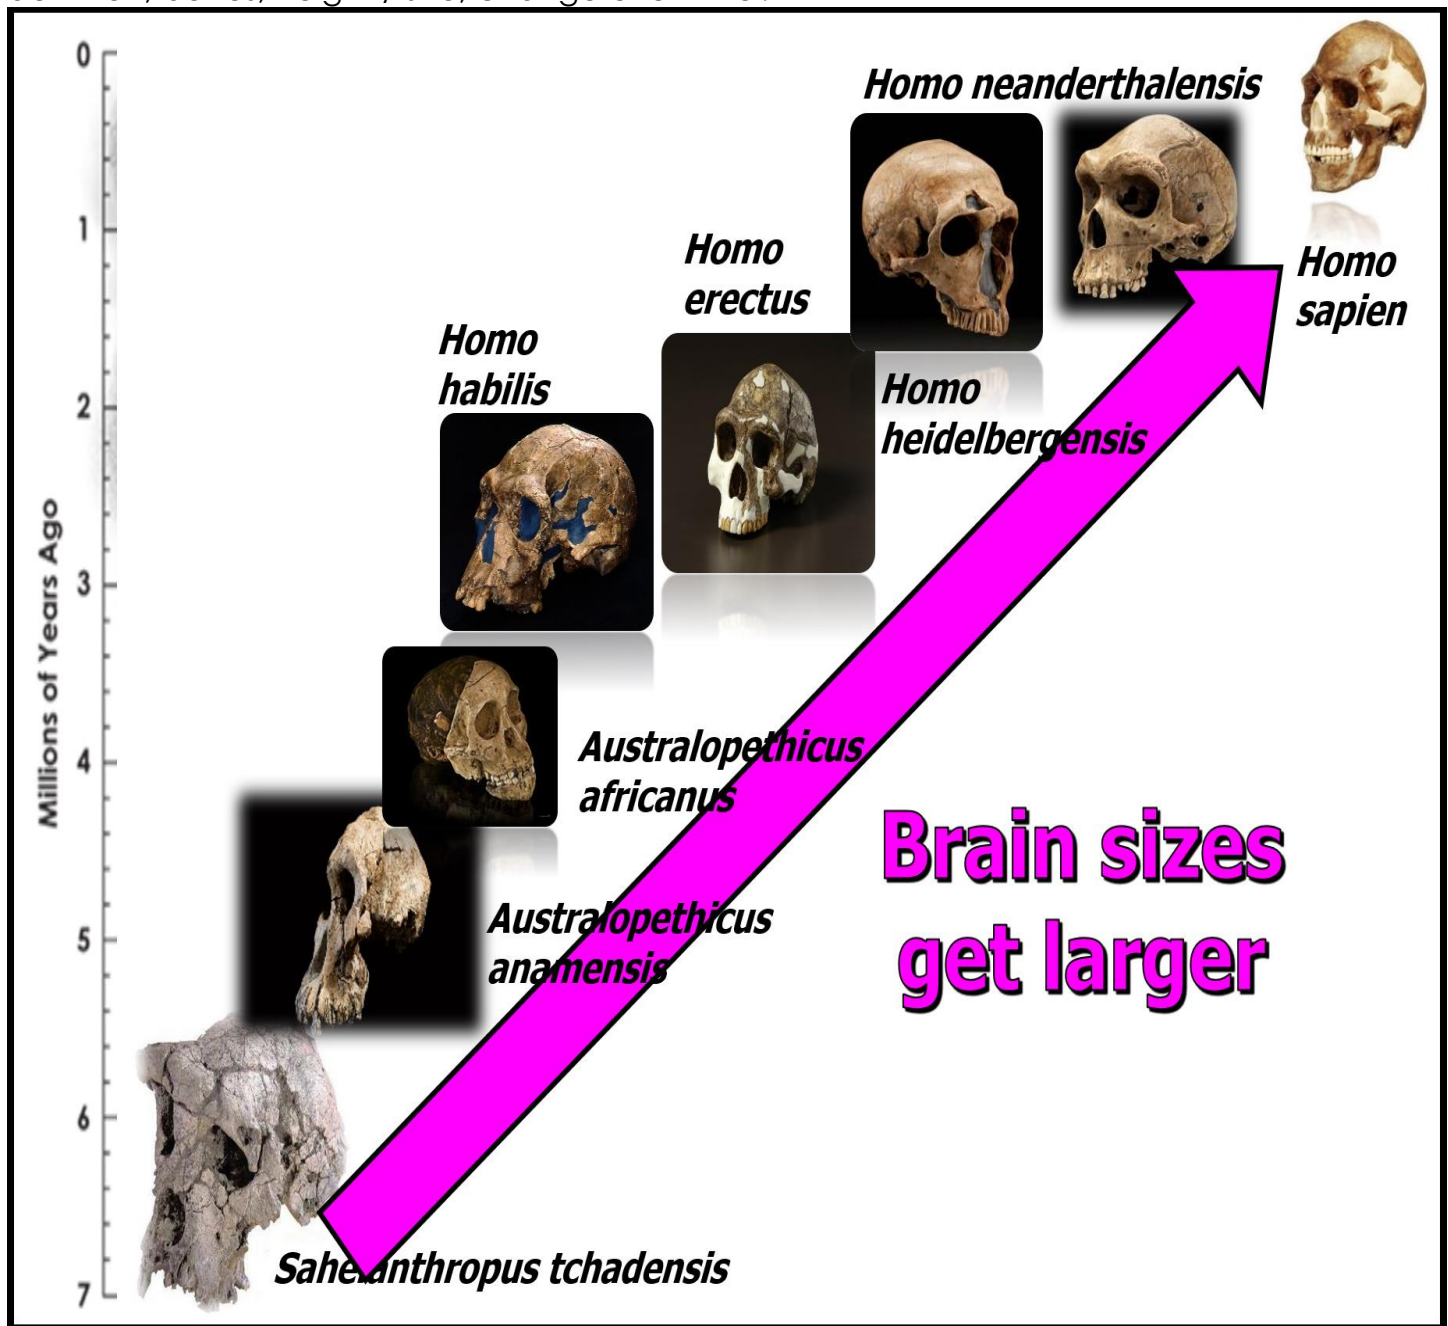 0
Homo neanderthalensis
1
Homo
erectus
Homo
sapien
Homo
habilis
2
Homo
heidelbergensis
Millions of Years Ago
3
4
Australopethicus
africanus
Brain sizes
get larger
5
Australopethicus
anamensis
6
Sahelanthropus tchadensis
7